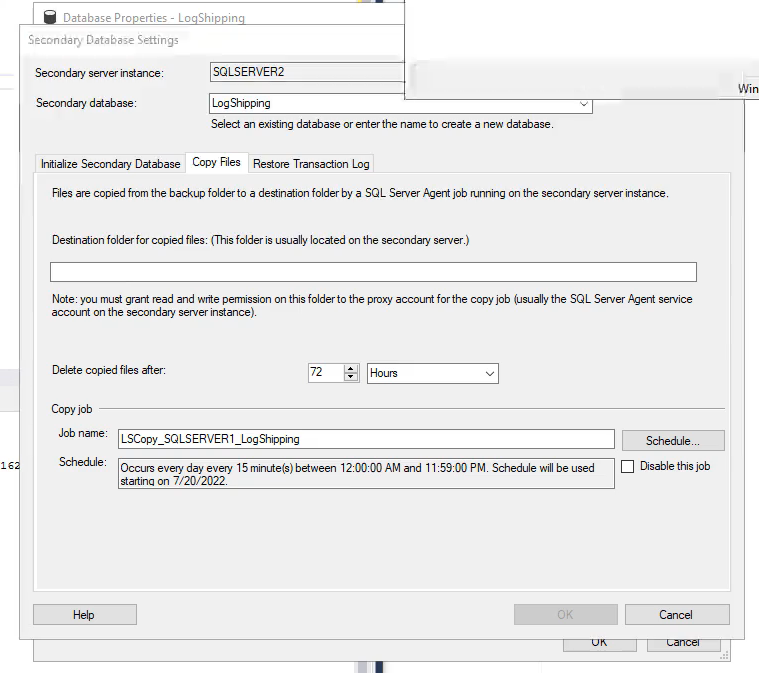 Database Properties - LogShipping
Secondary Database Settings
Secondary server instance:
SQLSERVER2
Win
Secondary database:
LogShipping
Select an existing database or enter the name to create a new database.
Initialize Secondary Database
Copy Files
Restore Transaction Log
Files are copied from the backup folder to a destination folder by a SQL Server Agent job running on the secondary server instance.
Destination folder for copied files: (This folder is usually located on the secondary server.)
Note: you must grant read and write permission on this folder to the proxy account for the copy job (usually the SQL Server Agent service
account on the secondary server instance).
Delete copied files after:
72
Hours
Copy job
Job name:
LSCopy_SQLSERVER1_LogShipping
Schedule...
162
Schedule:
Occurs every day every 15 minute(s) between 12:00:00 AM and 11:59:00 PM. Schedule will be used
starting on 7/20/2022.
Disable this job
Help
OK
Cancel
OK
Cancel